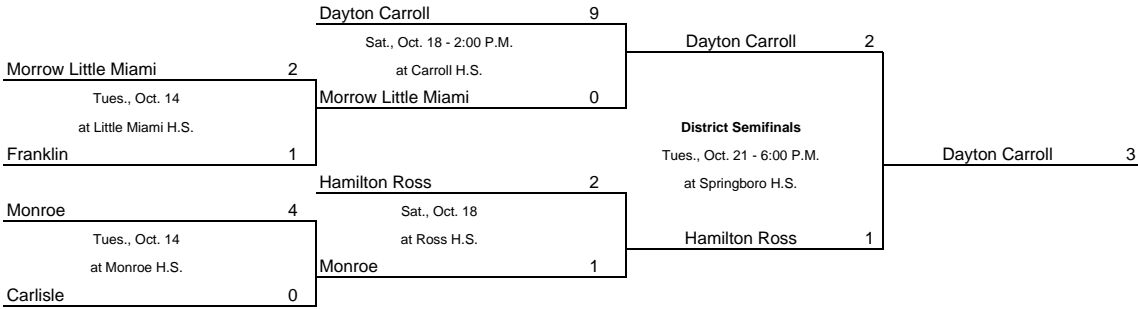 Dayton Carroll 9
Sat., Oct. 18 - 2:00 P.M.
Dayton Carroll 2
Morrow Little Miami 2
at Carroll H.S.
Tues., Oct. 14
Morrow Little Miami 0
at Little Miami H.S.
District Semifinals
Franklin 1
Tues., Oct. 21 - 6:00 P.M.
Dayton Carroll 3
Hamilton Ross 2
at Springboro H.S.
Monroe 4
Sat., Oct. 18
Tues., Oct. 14
at Ross H.S.
Hamilton Ross 1
at Monroe H.S.
Monroe 1
Carlisle 0